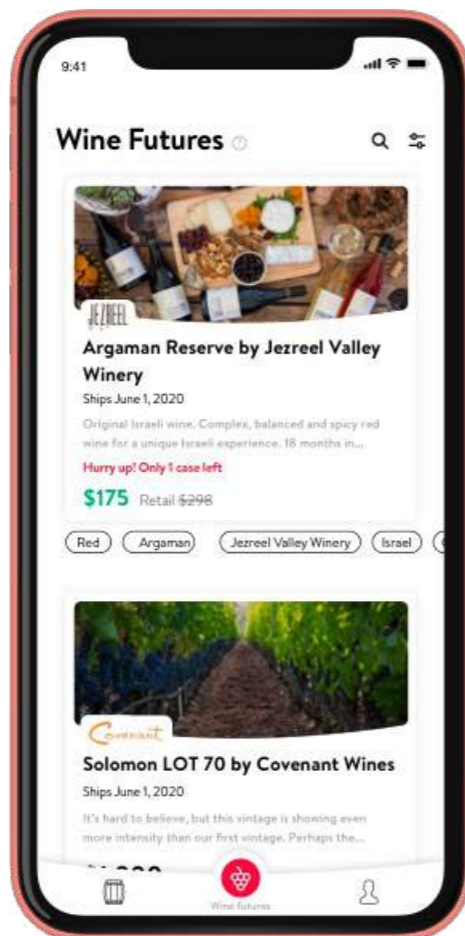 9:41
Wine Futures
JEZREEL
Argaman Reserve by Jezreel Valley
Winery
Ships June 1, 2020
Original Israeli wine. Complex, balanced and spicy red
wine for a unique Israeli experience. 18 months in...
Hurry up! Only 1 case left
$175 Retail $298
Red Argaman Jezreel Valley Winery Israel
Covenant
Solomon LOT 70 by Covenant Wines
Ships June 1, 2020
It's hard to believe, but this vintage is showing even
more intensity than our first vintage. Perhaps the...
Wine futures